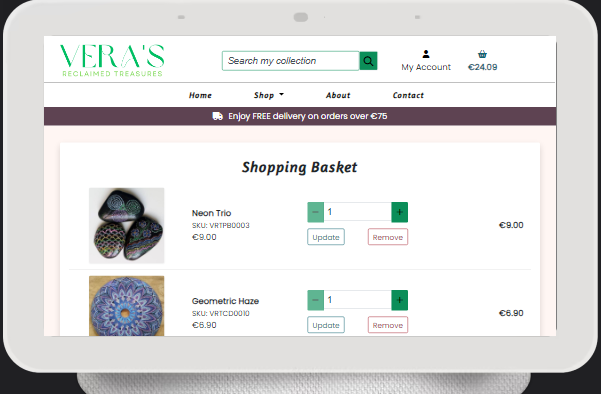 VERA'S
RECLAIMED TREASURES
Search my collection
My Account
€24.09
Home Shop About Contact
Enjoy FREE delivery on orders over €75
Shopping Basket
Neon Trio
SKU: VRTPB0003
€9.00
− 1 +
Update Remove
€9.00
Geometric Haze
SKU: VRTCD0010
€6.90
− 1 +
Update Remove
€6.90